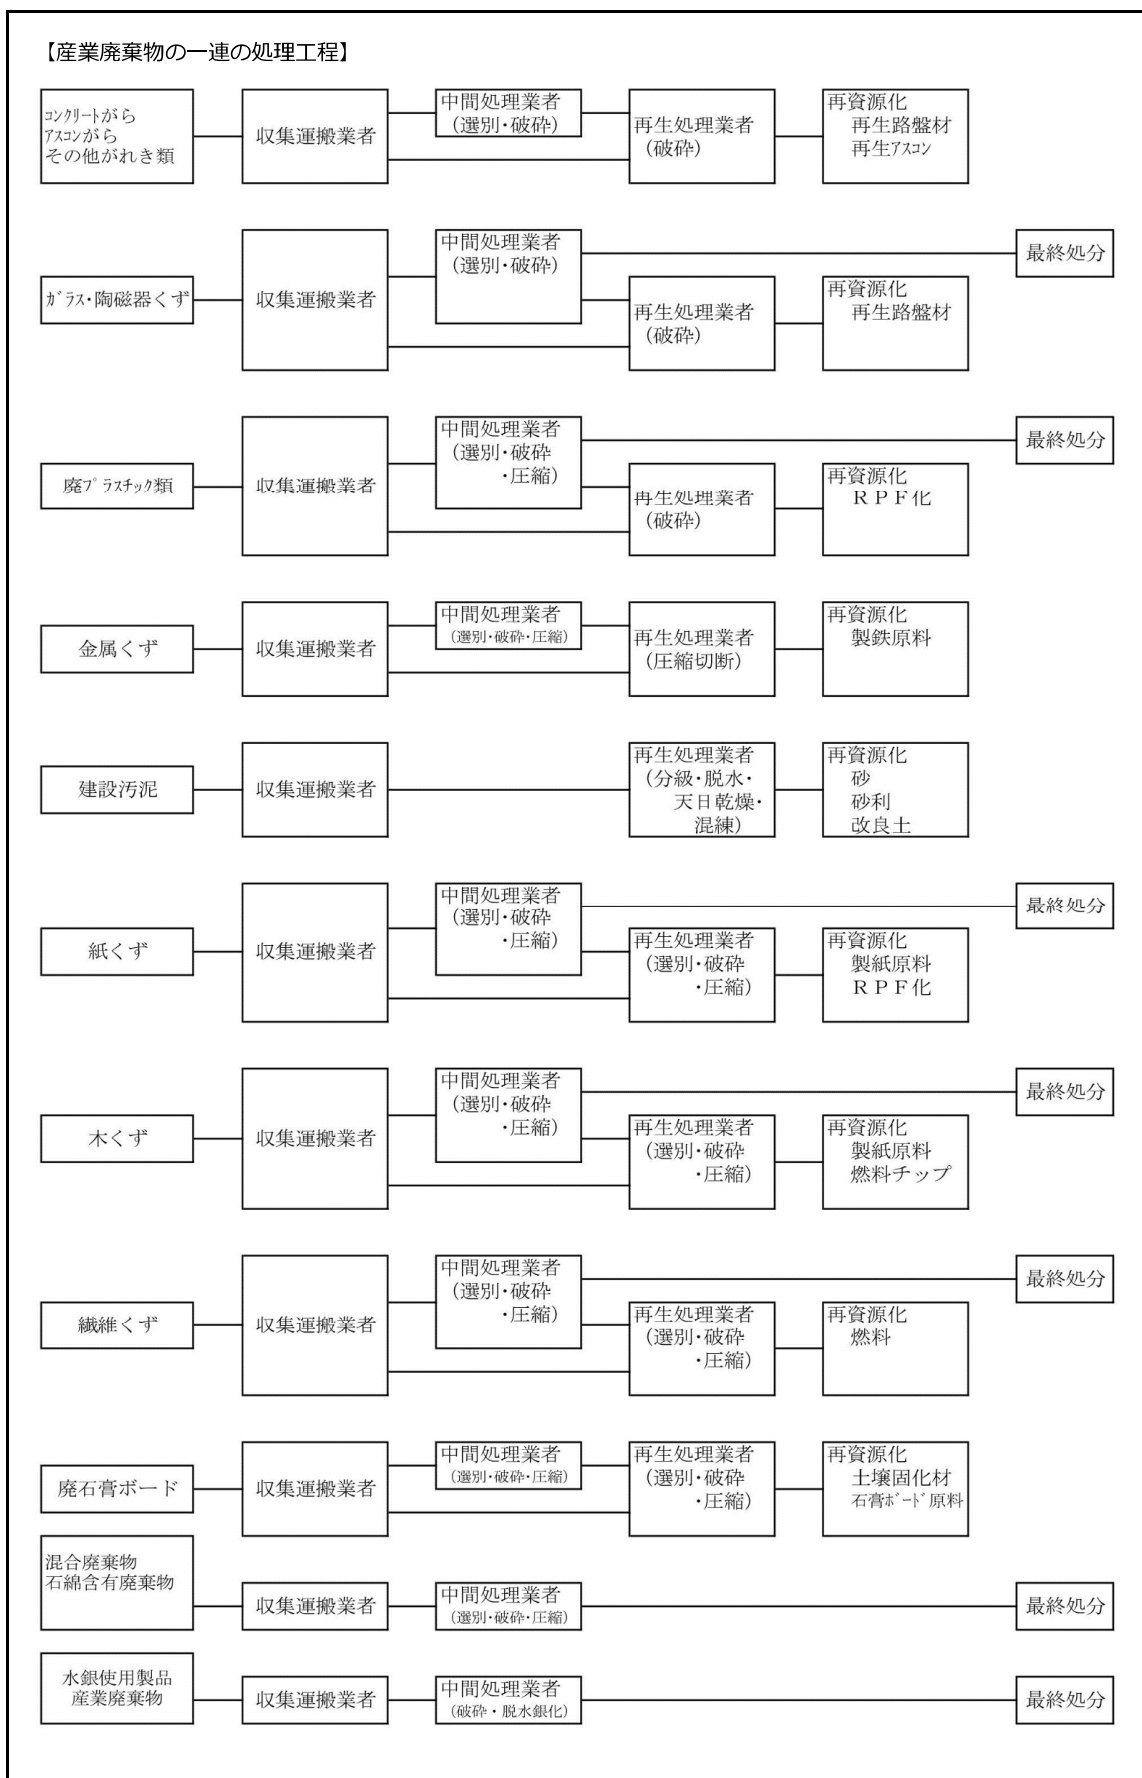 【産業廃棄物の一連の処理工程】
コンクリートがら
アスコンがら
その他がれき類
収集運搬業者
中間処理業者
（選別・破砕）
再生処理業者
（破砕）
再資源化
再生路盤材
再生アスコン
ガラス・陶磁器くず
収集運搬業者
中間処理業者
（選別・破砕）
再生処理業者
（破砕）
再資源化
再生路盤材
最終処分
廃プラスチック類
収集運搬業者
中間処理業者
（選別・破砕
・圧縮）
再生処理業者
（破砕）
再資源化
ＲＰＦ化
最終処分
金属くず
収集運搬業者
中間処理業者
（選別・破砕・圧縮）
再生処理業者
（圧縮切断）
再資源化
製鉄原料
建設汚泥
収集運搬業者
再生処理業者
（分級・脱水・
天日乾燥・
混練）
再資源化
砂
砂利
改良土
紙くず
収集運搬業者
中間処理業者
（選別・破砕
・圧縮）
再生処理業者
（選別・破砕
・圧縮）
再資源化
製紙原料
ＲＰＦ化
最終処分
木くず
収集運搬業者
中間処理業者
（選別・破砕
・圧縮）
再生処理業者
（選別・破砕
・圧縮）
再資源化
製紙原料
燃料チップ
最終処分
繊維くず
収集運搬業者
中間処理業者
（選別・破砕
・圧縮）
再生処理業者
（選別・破砕
・圧縮）
再資源化
燃料
最終処分
廃石膏ボード
収集運搬業者
中間処理業者
（選別・破砕・圧縮）
再生処理業者
（選別・破砕
・圧縮）
再資源化
土壌固化材
石膏ボード原料
混合廃棄物
石綿含有廃棄物
収集運搬業者
中間処理業者
（選別・破砕・圧縮）
最終処分
水銀使用製品
産業廃棄物
収集運搬業者
中間処理業者
（破砕・脱水銀化）
最終処分